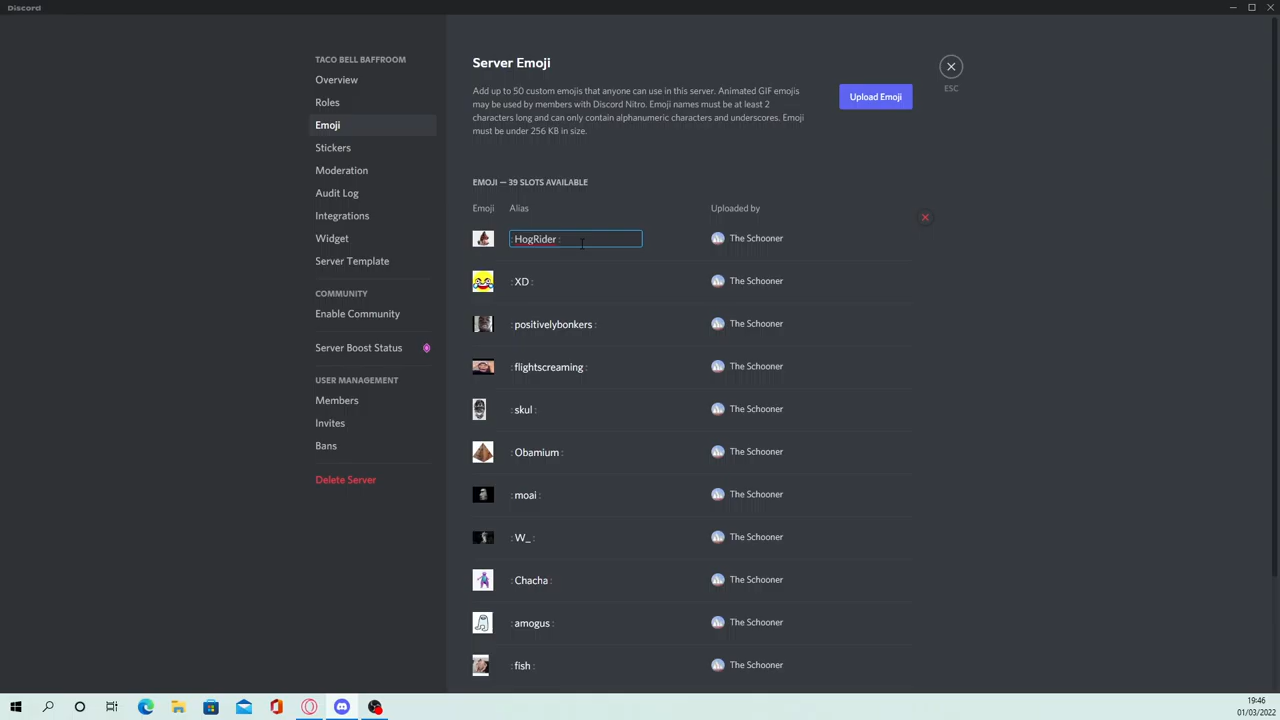 Discord
TACO BELL BAFFROOM
Overview
Roles
Emoji
Stickers
Moderation
Audit Log
Integrations
Widget
Server Template
COMMUNITY
Enable Community
Server Boost Status
USER MANAGEMENT
Members
Invites
Bans
Delete Server
Server Emoji
Add up to 50 custom emojis that anyone can use in this server. Animated GIF emojis
may be used by members with Discord Nitro. Emoji names must be at least 2
characters long and can only contain alphanumeric characters and underscores. Emoji
must be under 256 KB in size.
Upload Emoji
ESC
EMOJI — 39 SLOTS AVAILABLE
Emoji Alias Uploaded by
:HogRider: The Schooner
:XD: The Schooner
:positivelybonkers: The Schooner
:flightscreaming: The Schooner
:skul: The Schooner
:Obamium: The Schooner
:moai: The Schooner
:W_: The Schooner
:Chacha: The Schooner
:amogus: The Schooner
:fish: The Schooner
19:46
01/03/2022